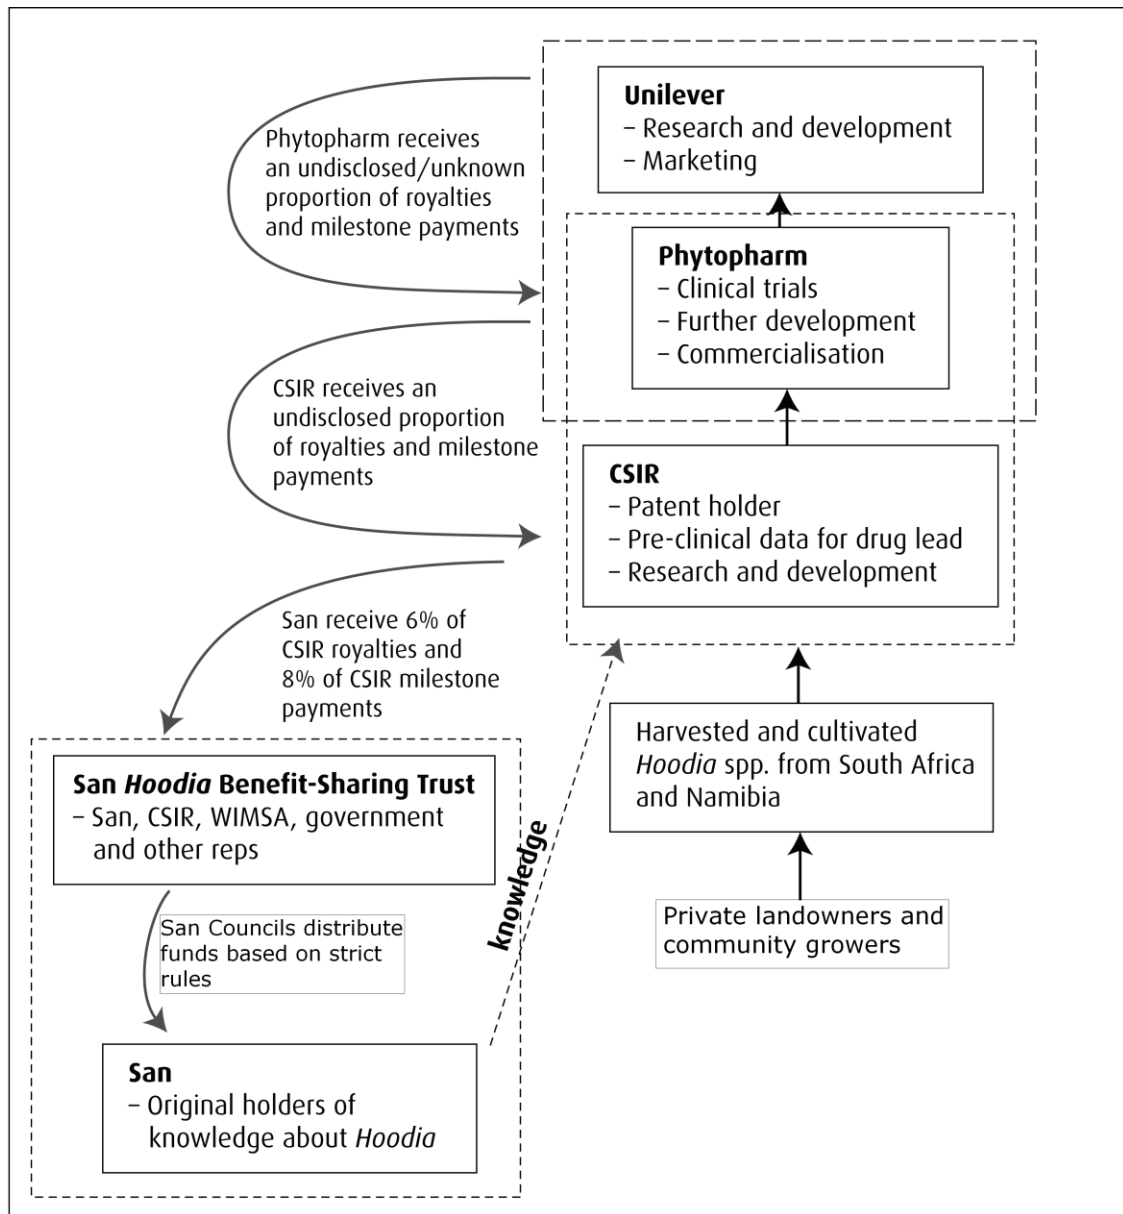 Unilever
– Research and development
– Marketing
Phytopharm receives
an undisclosed/unknown
proportion of royalties
and milestone payments
Phytopharm
– Clinical trials
– Further development
– Commercialisation
CSIR receives an
undisclosed proportion
of royalties and milestone
payments
CSIR
– Patent holder
– Pre-clinical data for drug lead
– Research and development
San receive 6% of
CSIR royalties and
8% of CSIR milestone
payments
Harvested and cultivated
Hoodia spp. from South Africa
and Namibia
San Hoodia Benefit-Sharing Trust
– San, CSIR, WIMSA, government
and other reps
knowledge
Private landowners and
community growers
San Councils distribute
funds based on strict
rules
San
– Original holders of
knowledge about Hoodia